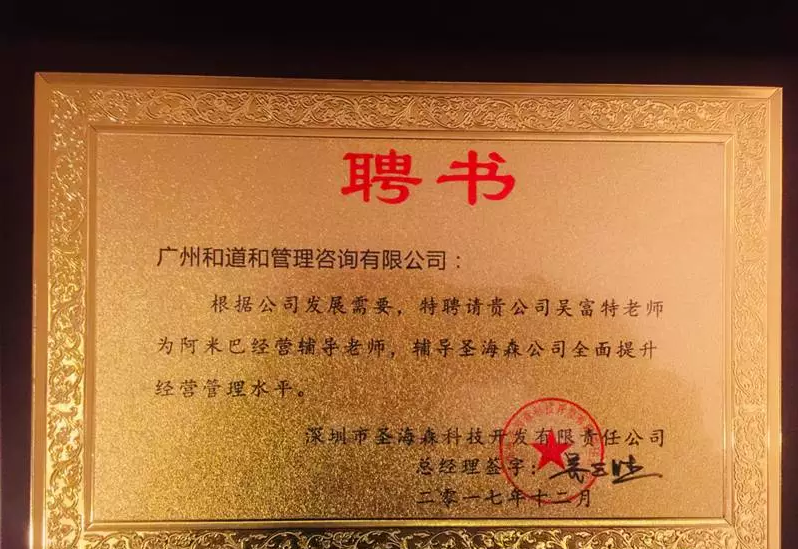 聘书
广州和道和管理咨询有限公司：
根据公司发展需要，特聘请贵公司吴富特老师
为阿米巴经营辅导老师，辅导圣海森公司全面提升
经营管理水平。
深圳市圣海森科技开发有限责任公司
总经理签字：
二零一七年十二月